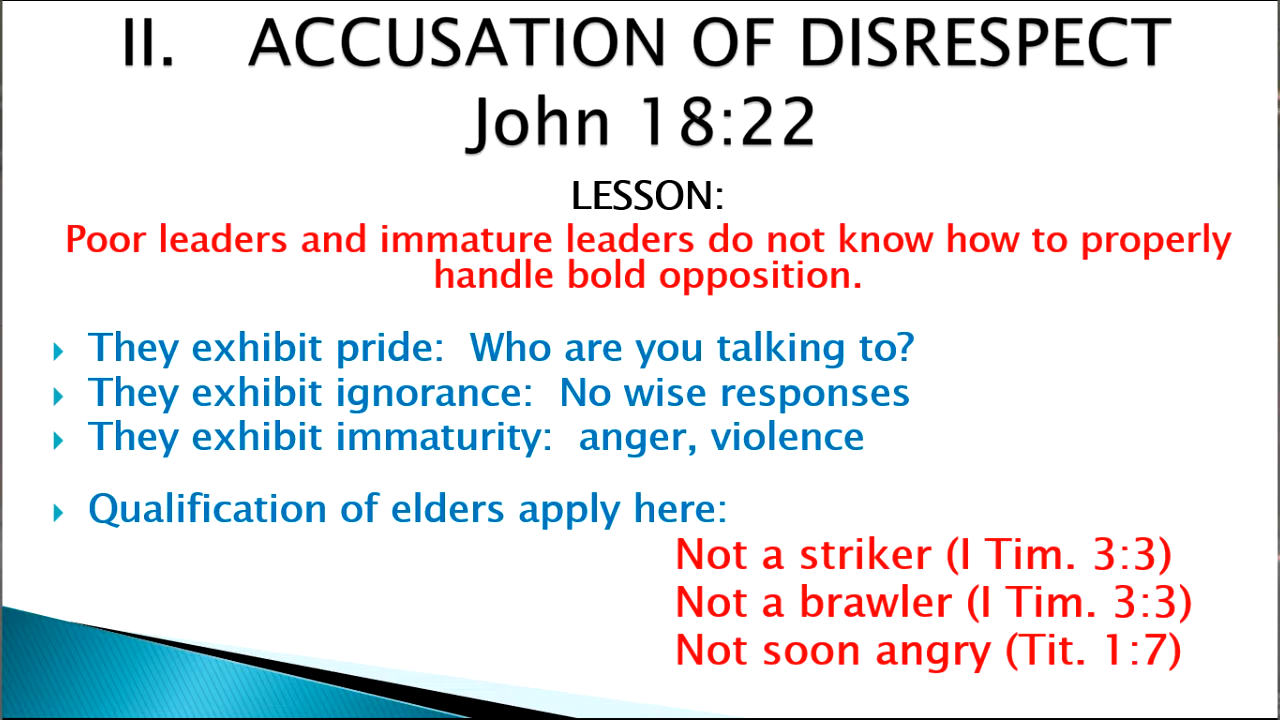 II. ACCUSATION OF DISRESPECT
John 18:22
LESSON:
Poor leaders and immature leaders do not know how to properly
handle bold opposition.
They exhibit pride: Who are you talking to?
They exhibit ignorance: No wise responses
They exhibit immaturity: anger, violence
Qualification of elders apply here:
Not a striker (I Tim. 3:3)
Not a brawler (I Tim. 3:3)
Not soon angry (Tit. 1:7)